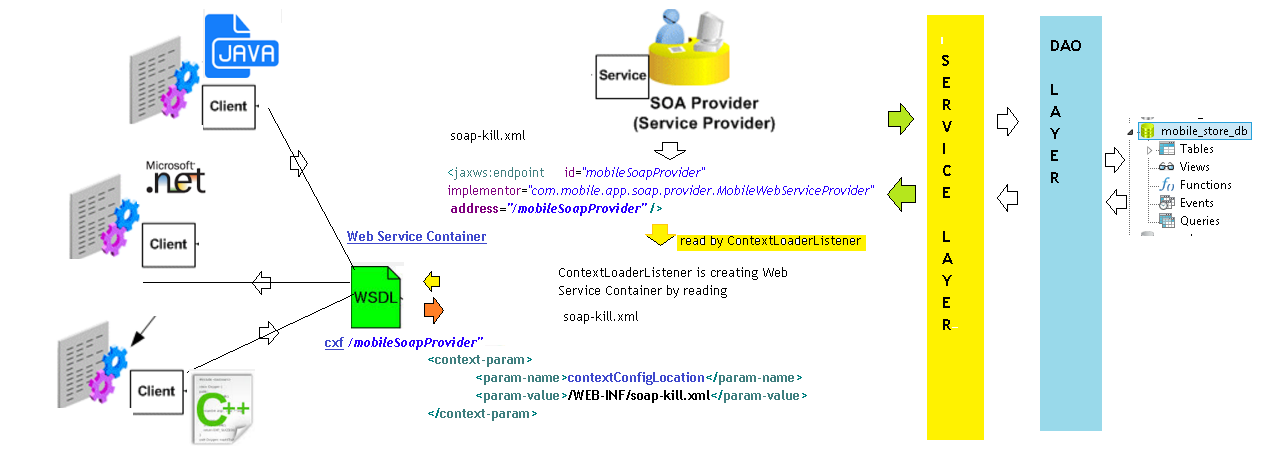 JAVA
Client
Microsoft
.net
Client
Client
C++
Web Service Container
WSDL
cxf /mobileSoapProvider"
Service
SOA Provider
(Service Provider)
soap-kill.xml
<jaxws:endpoint id="mobileSoapProvider"
implementor="com.mobile.app.soap.provider.MobileWebServiceProvider"
address="/mobileSoapProvider" />
read by ContextLoaderListener
ContextLoaderListener is creating Web
Service Container by reading
soap-kill.xml
<context-param>
<param-name>contextConfigLocation</param-name>
<param-value>/WEB-INF/soap-kill.xml</param-value>
</context-param>
S
E
R
V
I
C
E
L
A
Y
E
R
DAO
L
A
Y
E
R
mobile_store_db
Tables
Views
Functions
Events
Queries